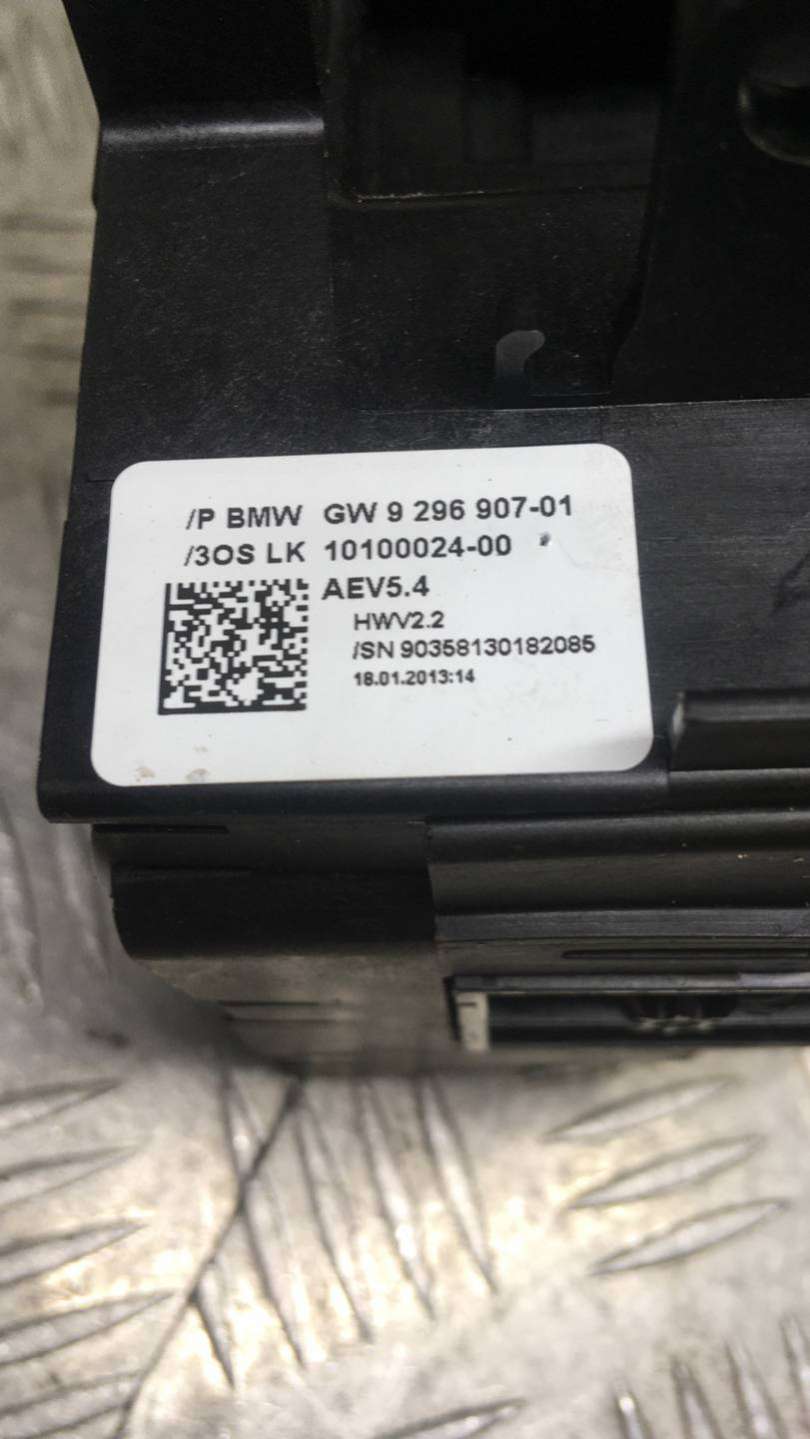 /P BMW GW 9 296 907-01
/3OS LK 10100024-00
AEV5.4
HWV2.2
/SN 90358130182085
18.01.2013:14